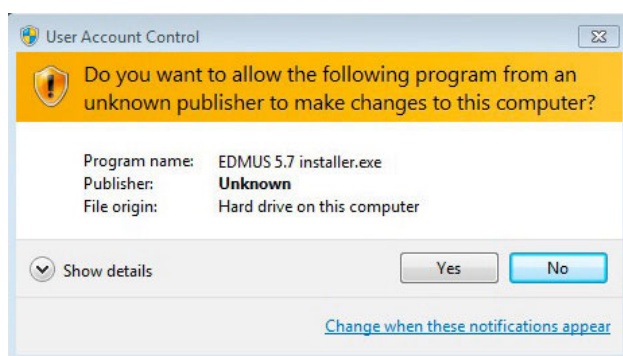 User Account Control
Do you want to allow the following program from an
unknown publisher to make changes to this computer?
Program name: EDMUS 5.7 installer.exe
Publisher: Unknown
File origin: Hard drive on this computer
Show details
Yes
No
Change when these notifications appear